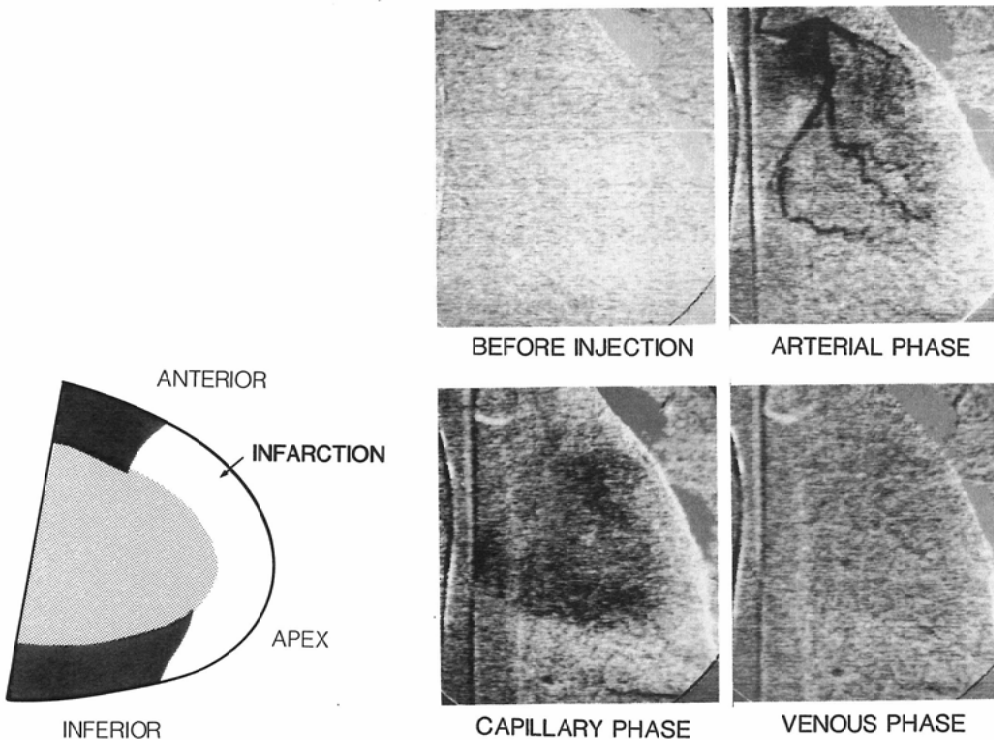 BEFORE INJECTION
ARTERIAL PHASE
ANTERIOR
INFARCTION
APEX
INFERIOR
CAPILLARY PHASE
VENOUS PHASE